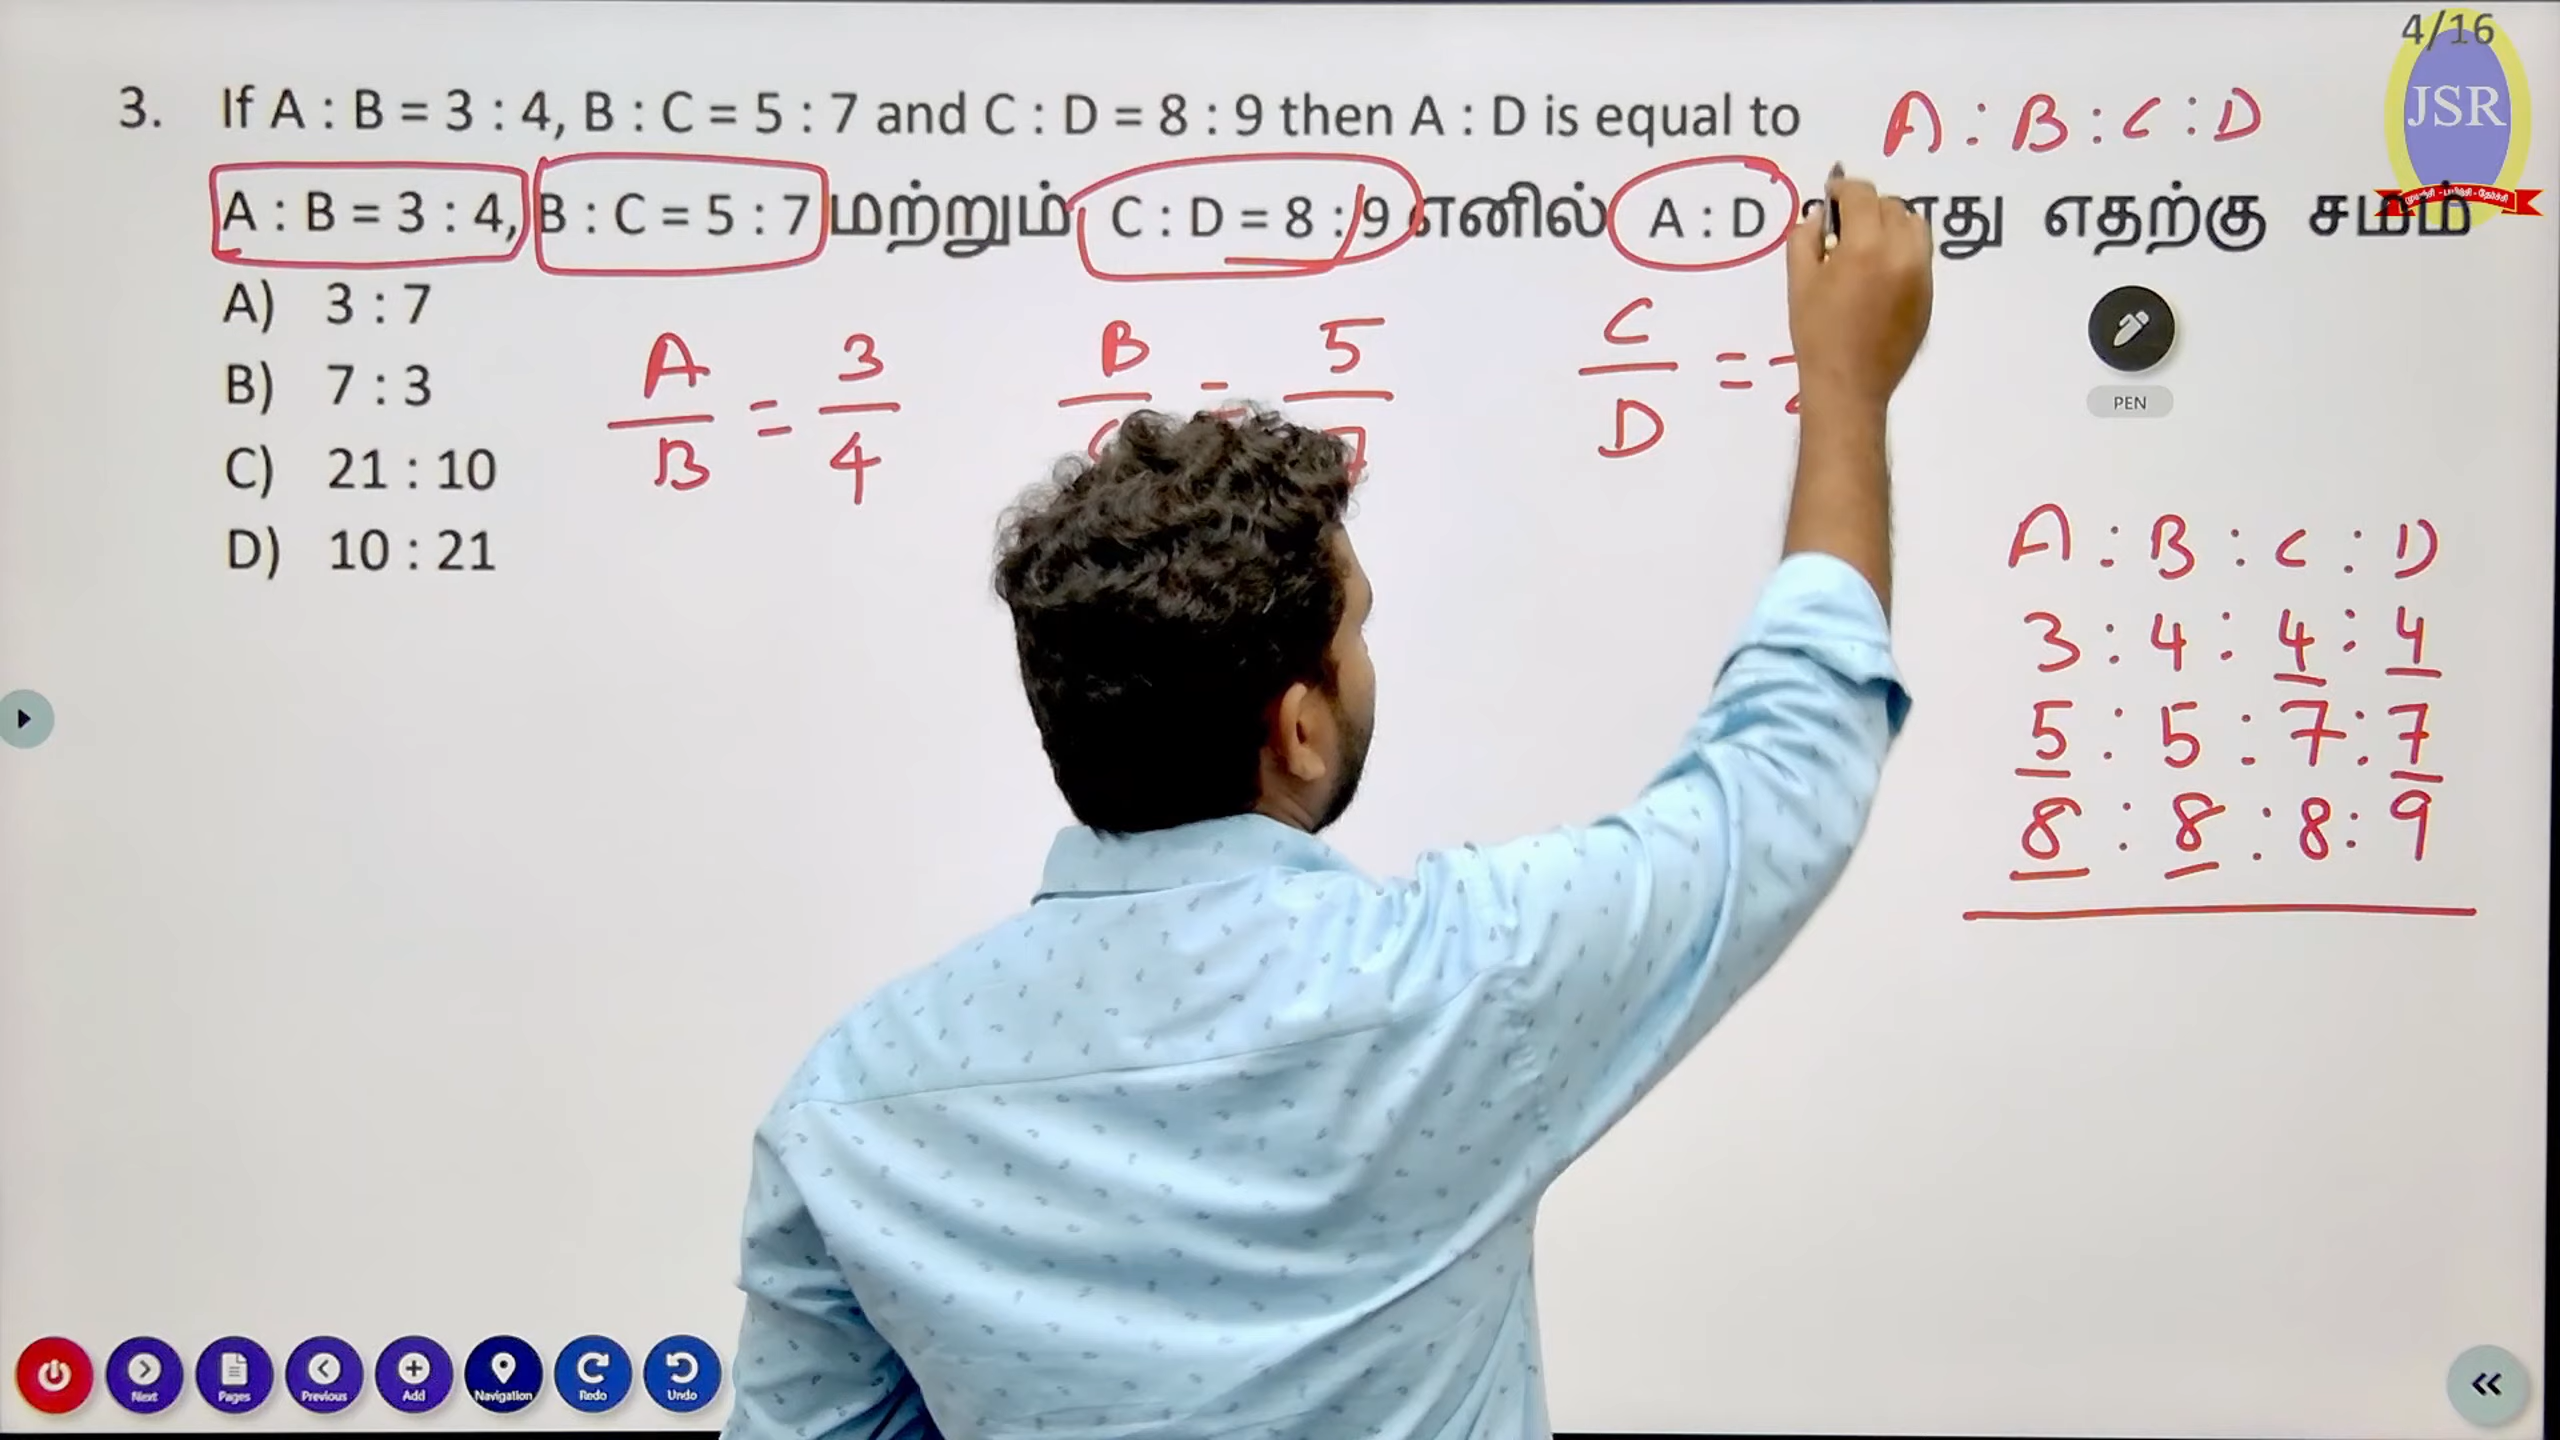 4/16
3. If A : B = 3 : 4, B : C = 5 : 7 and C : D = 8 : 9 then A : D is equal to
A : B : C : D
JSR
A : B = 3 : 4, B : C = 5 : 7 மற்றும் C : D = 8 : 9 எனில் A : D எதற்கு சமம்
முயற்சி - பயிற்சி - தேர்ச்சி
A) 3 : 7
B) 7 : 3
C) 21 : 10
D) 10 : 21
A/B = 3/4
B/C = 5/7
C/D =
PEN
A : B : C : D
3 : 4 : 4 : 4
5 : 5 : 7 : 7
8 : 8 : 8 : 9
Next
Pages
Previous
Add
Navigation
Redo
Undo